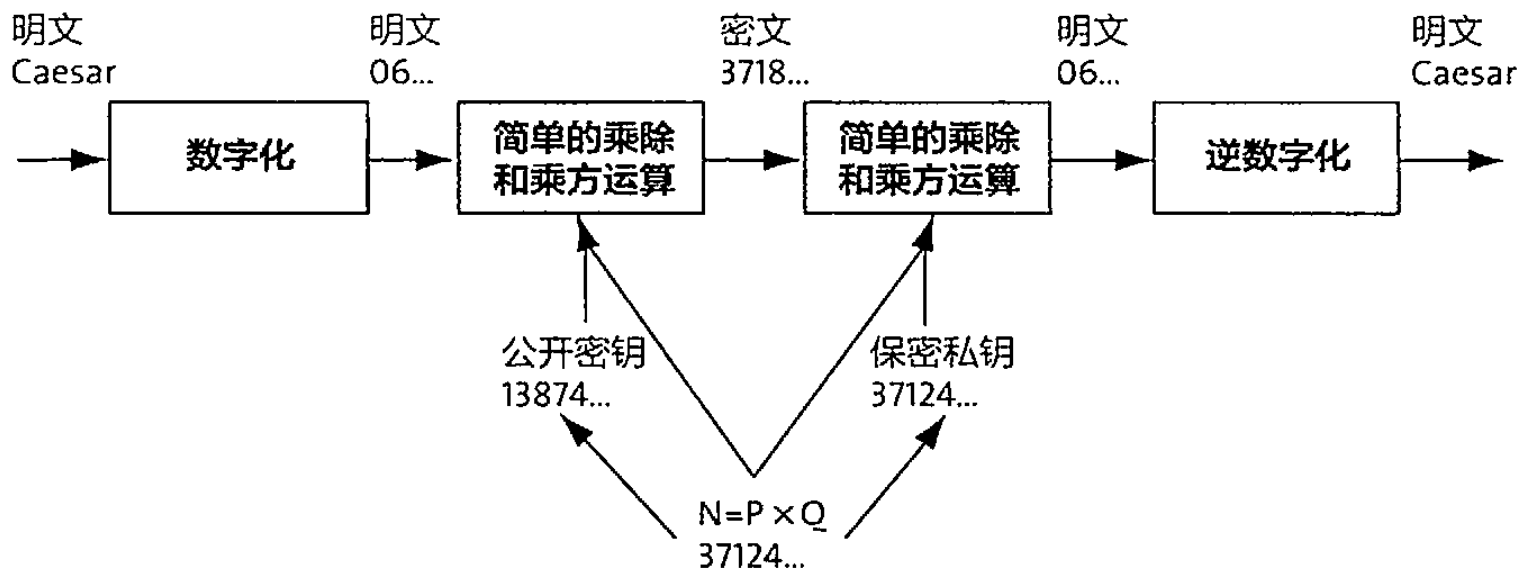 明文
Caesar
明文
06...
密文
3718...
明文
06...
明文
Caesar
数字化
简单的乘除
和乘方运算
简单的乘除
和乘方运算
逆数字化
公开密钥
13874...
保密私钥
37124...
N=P×Q
37124...